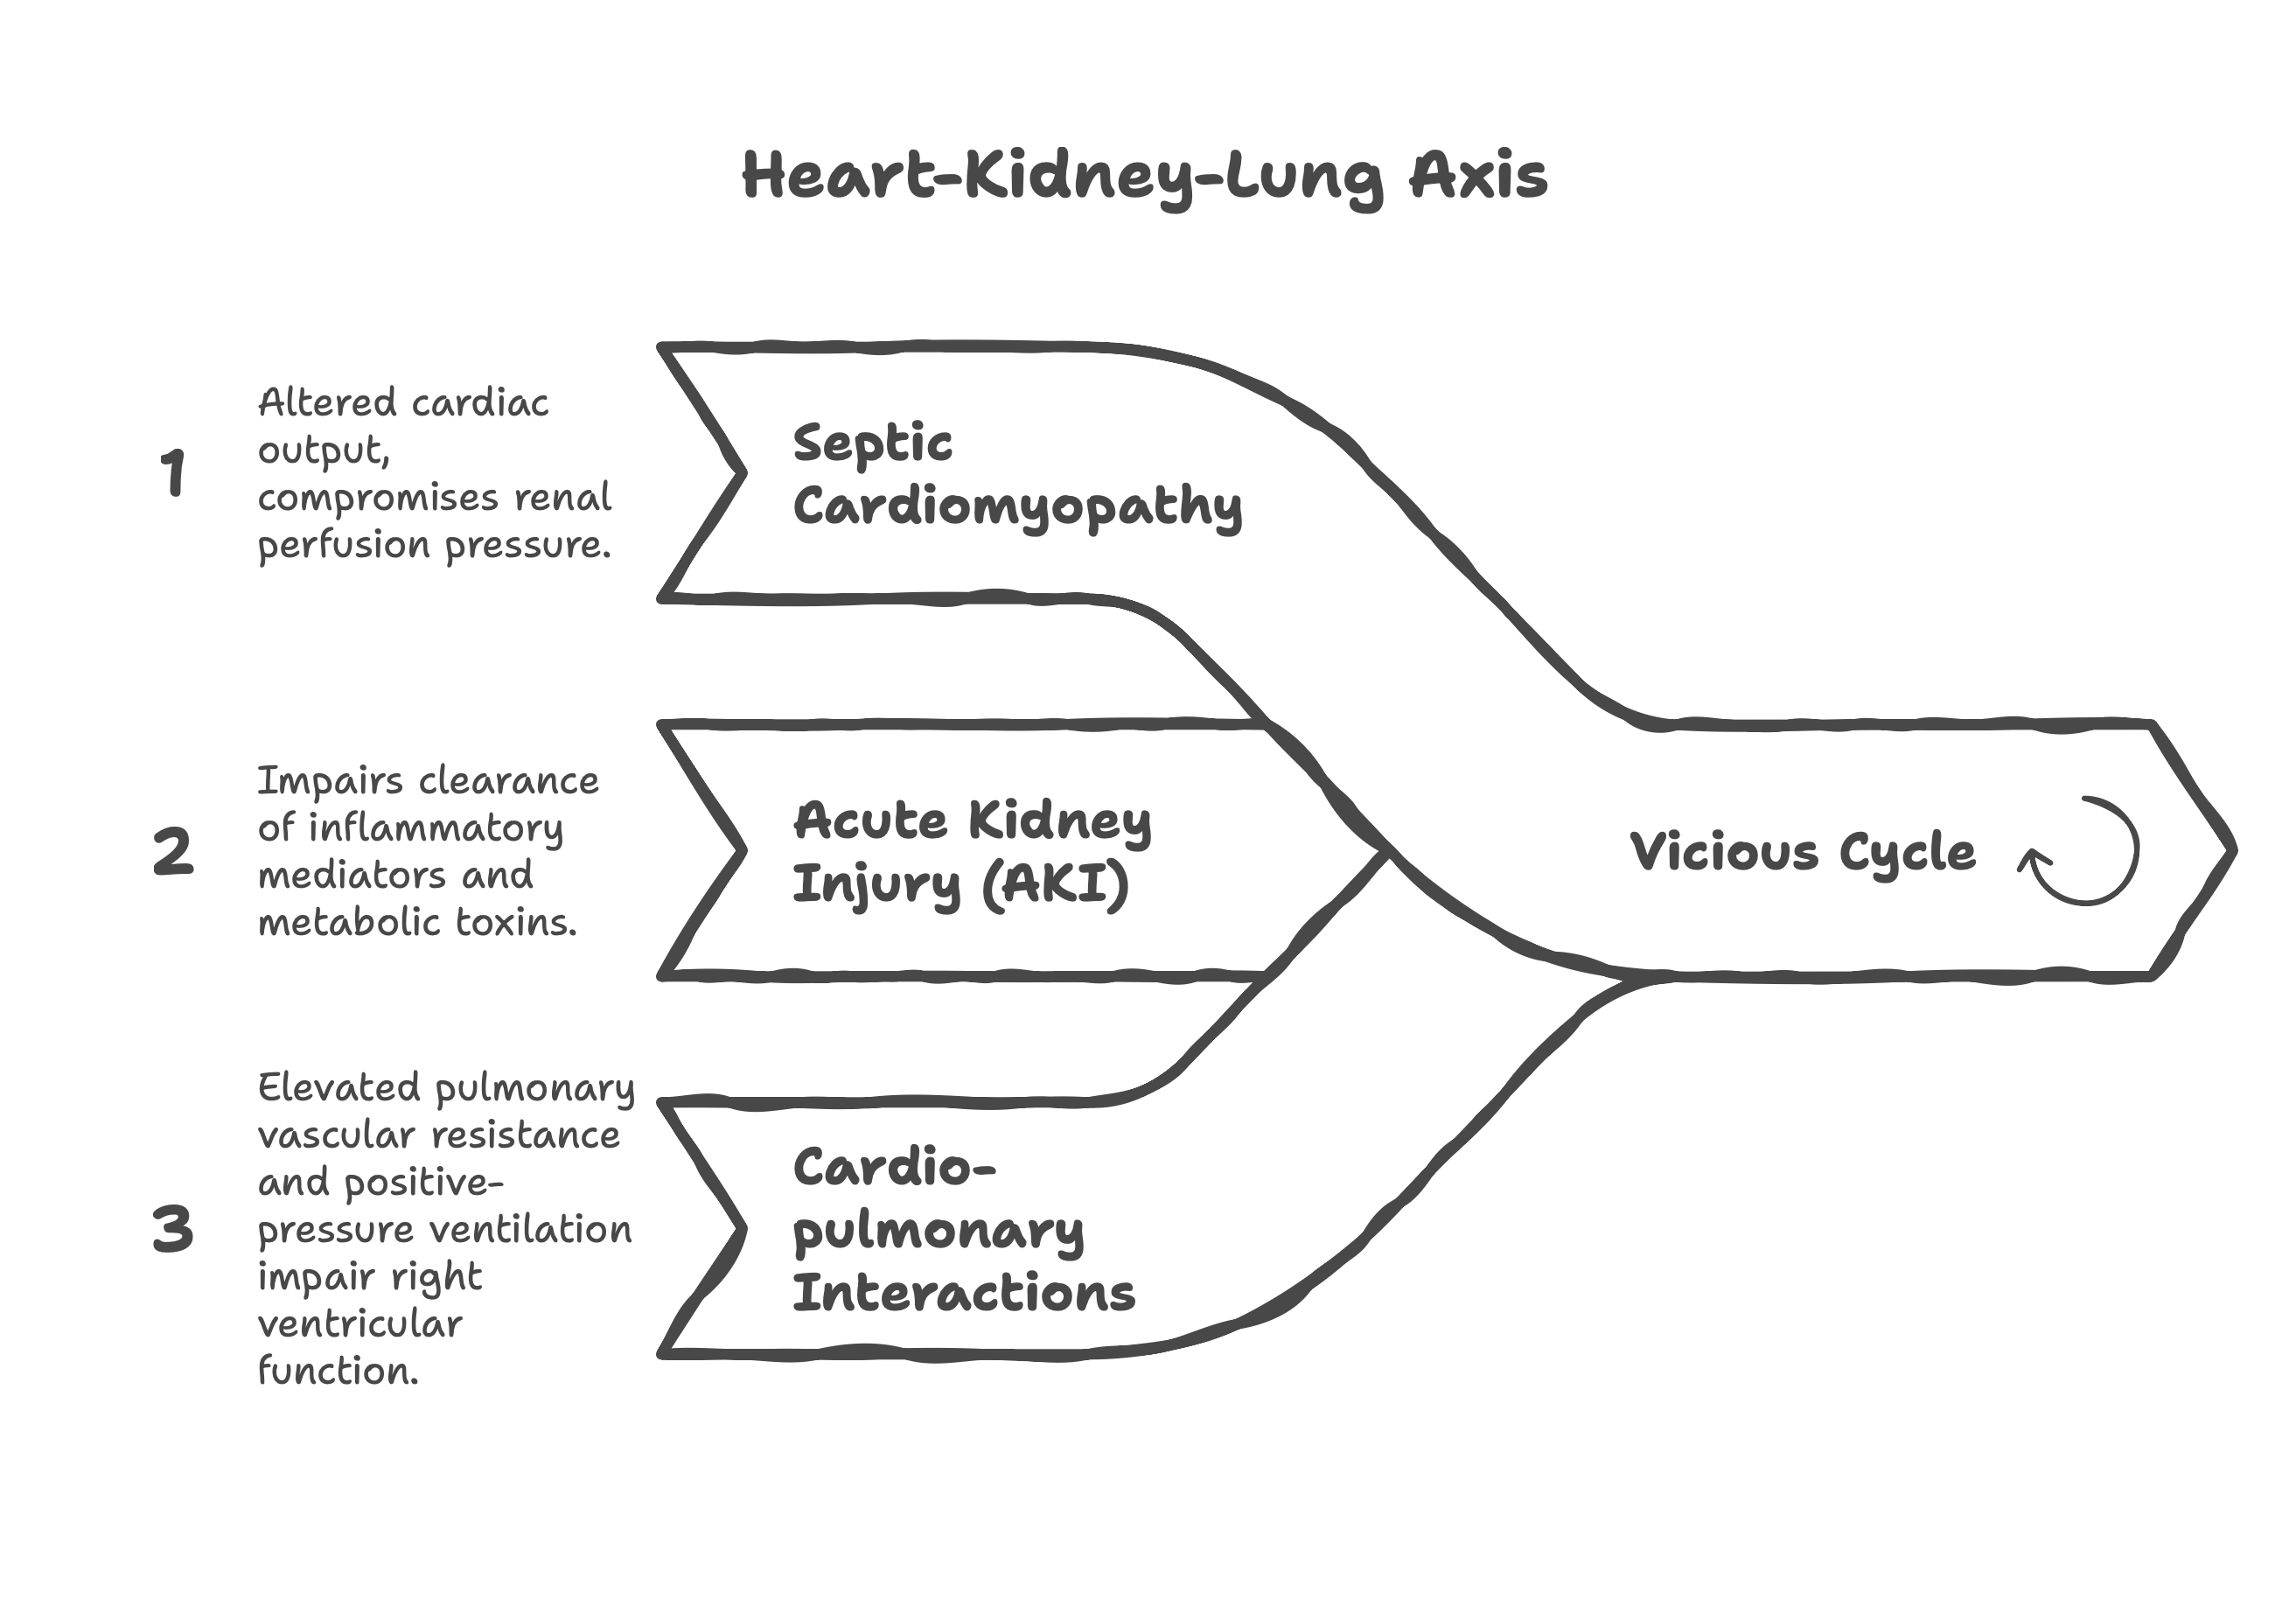 Heart-Kidney-Lung Axis
1
Altered cardiac
output,
compromises renal
perfusion pressure.
Septic
Cardiomyopathy
2
Impairs clearance
of inflammatory
mediators and
metabolic toxins.
Acute Kidney
Injury (AKI)
Vicious Cycle
3
Elevated pulmonary
vascular resistance
and positive-
pressure ventilation
impair right
ventricular
function.
Cardio-
pulmonary
Interactions